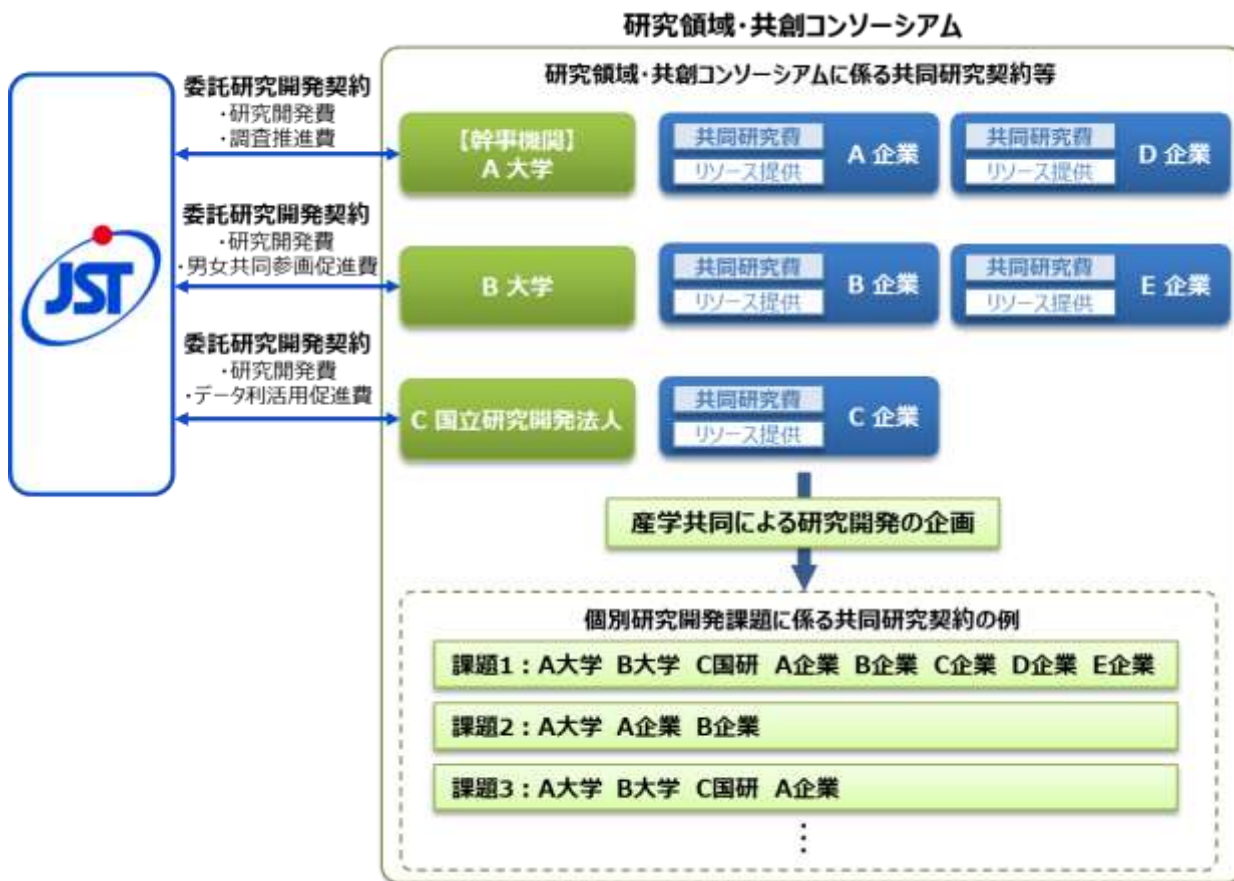 研究領域・共創コンソーシアム
研究領域・共創コンソーシアムに係る共同研究契約等
委託研究開発契約
・研究開発費
・調査推進費
【幹事機関】
A 大学
共同研究費
リソース提供
A 企業
共同研究費
リソース提供
D 企業
委託研究開発契約
・研究開発費
・男女共同参画促進費
JST
B 大学
共同研究費
リソース提供
B 企業
共同研究費
リソース提供
E 企業
委託研究開発契約
・研究開発費
・データ利活用促進費
C 国立研究開発法人
共同研究費
リソース提供
C 企業
産学共同による研究開発の企画
個別研究開発課題に係る共同研究契約の例
課題1：A大学 B大学 C国研 A企業 B企業 C企業 D企業 E企業
課題2：A大学 A企業 B企業
課題3：A大学 B大学 C国研 A企業
⋮